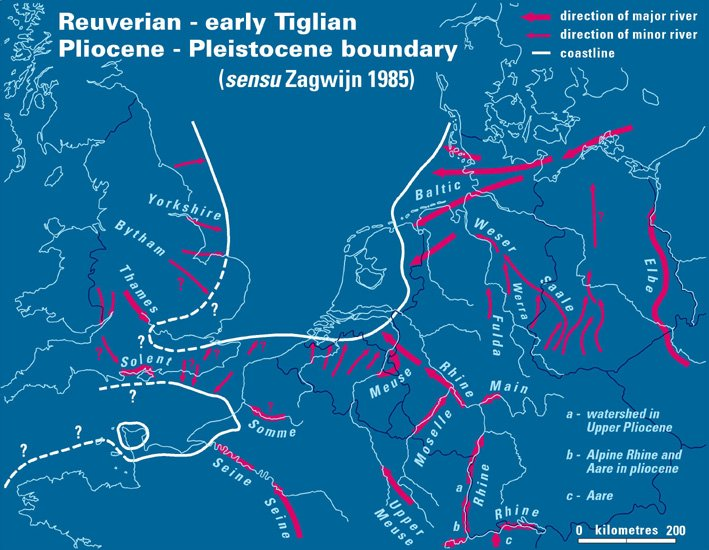 Reuverian - early Tiglian
Pliocene - Pleistocene boundary
(sensu Zagwijn 1985)
direction of major river
direction of minor river
coastline
Yorkshire
Bytham
Thames
Solent
?
?
?
?
?
?
?
?
?
?
?
?
Baltic
Weser
Werra
Saale
Elbe
Fulda
Meuse
Rhine
Main
Moselle
Somme
Seine
Seine
Upper
Meuse
Rhine
Rhine
a
b
c
a - watershed in
Upper Pliocene
b - Alpine Rhine and
Aare in pliocene
c - Aare
0 kilometres 200